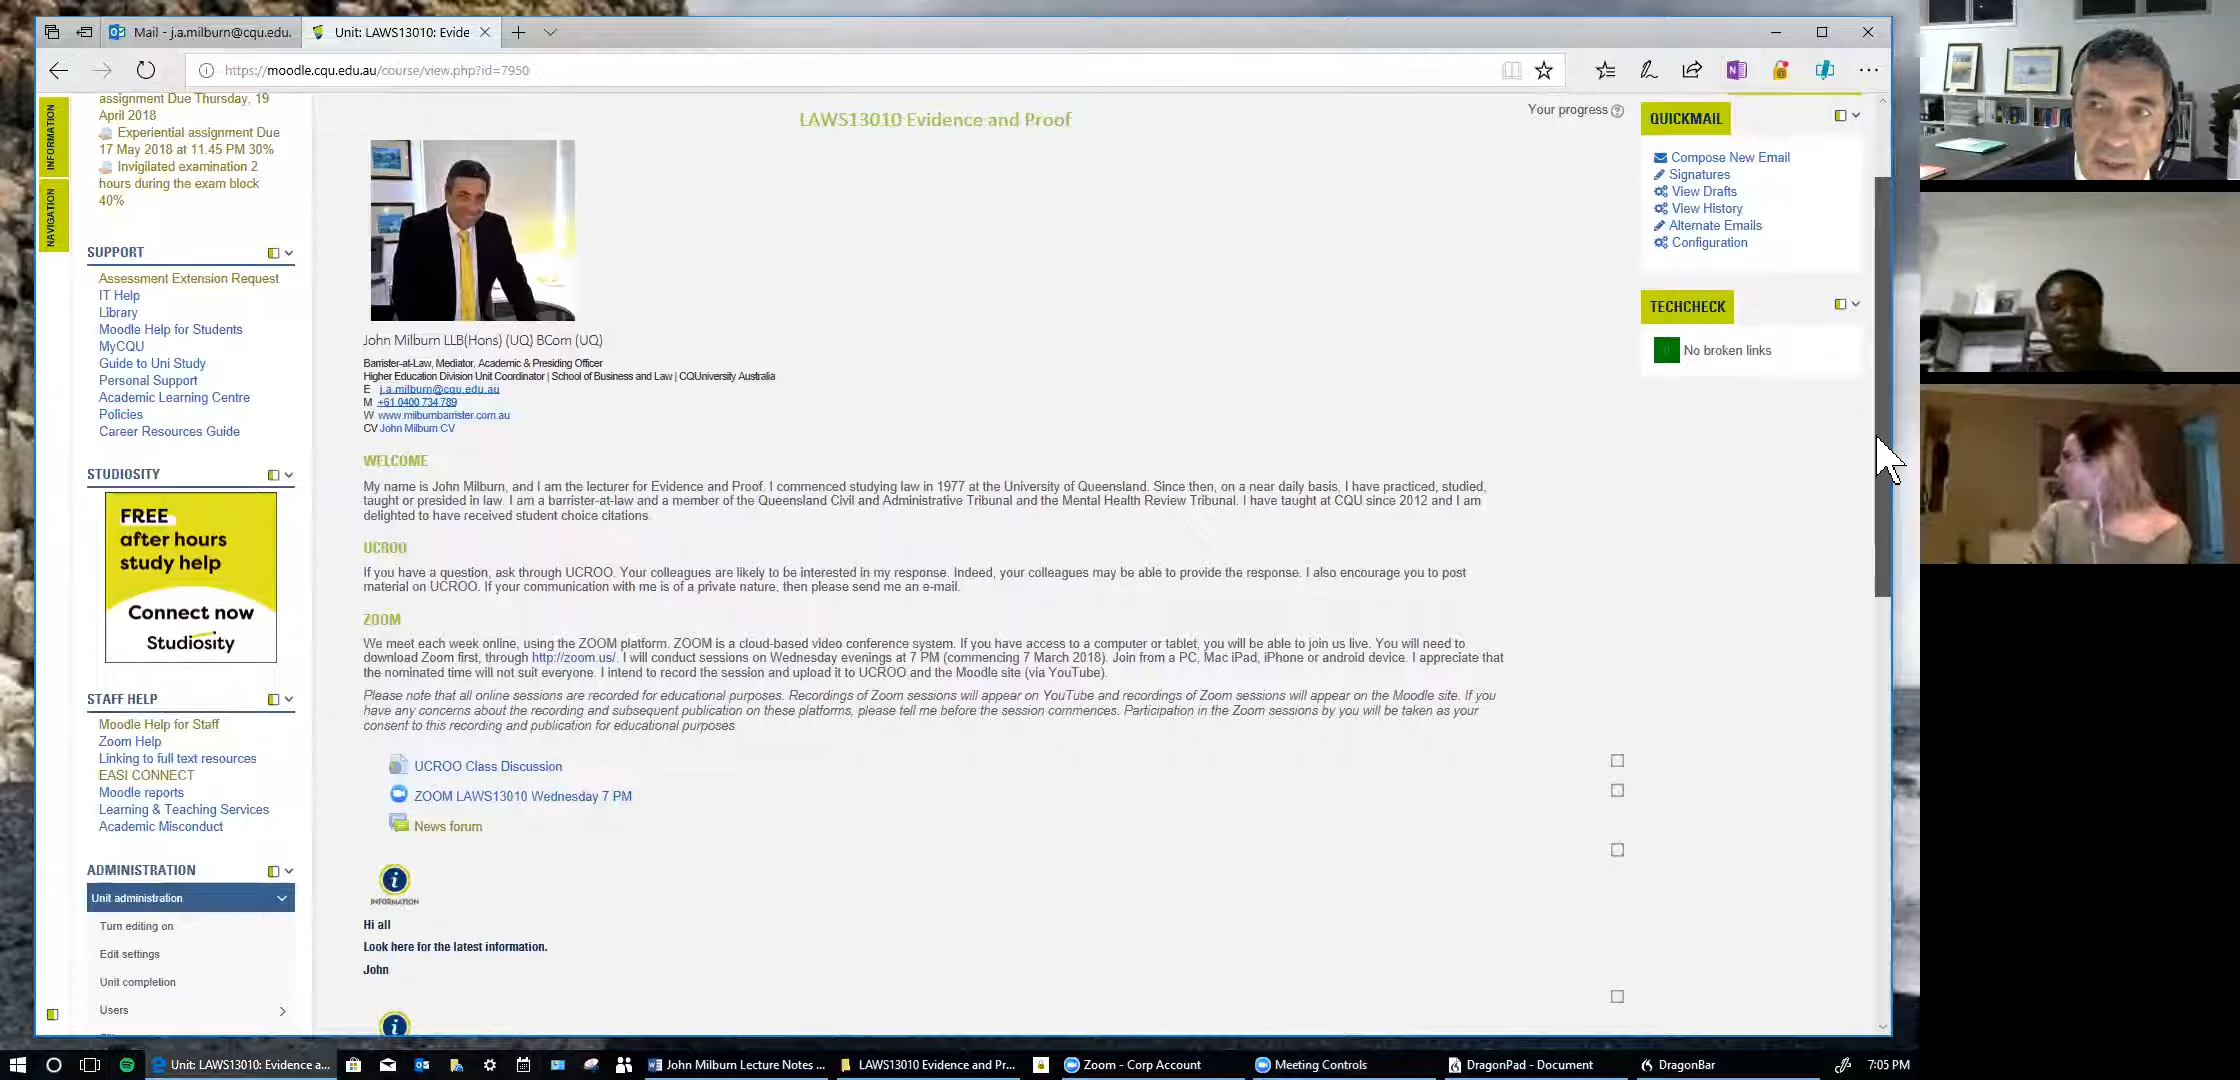 Mail - j.a.milburn@cqu.edu.
Unit: LAWS13010: Evide
https://moodle.cqu.edu.au/course/view.php?id=7950
INFORMATION
NAVIGATION
assignment Due Thursday, 19
April 2018
Experiential assignment Due
17 May 2018 at 11.45 PM 30%
Invigilated examination 2
hours during the exam block
40%
SUPPORT
Assessment Extension Request
IT Help
Library
Moodle Help for Students
MyCQU
Guide to Uni Study
Personal Support
Academic Learning Centre
Policies
Career Resources Guide
STUDIOSITY
FREE
after hours
study help
Connect now
Studiosity
STAFF HELP
Moodle Help for Staff
Zoom Help
Linking to full text resources
EASI CONNECT
Moodle reports
Learning & Teaching Services
Academic Misconduct
ADMINISTRATION
Unit administration
Turn editing on
Edit settings
Unit completion
Users
LAWS13010 Evidence and Proof
Your progress
John Milburn LLB(Hons) (UQ) BCom (UQ)
Barrister-at-Law, Mediator, Academic & Presiding Officer
Higher Education Division Unit Coordinator | School of Business and Law | CQUniversity Australia
E j.a.milburn@cqu.edu.au
M +61 0400 734 789
W www.milburnbarrister.com.au
CV John Milburn CV
WELCOME
My name is John Milburn, and I am the lecturer for Evidence and Proof. I commenced studying law in 1977 at the University of Queensland. Since then, on a near daily basis, I have practiced, studied,
taught or presided in law. I am a barrister-at-law and a member of the Queensland Civil and Administrative Tribunal and the Mental Health Review Tribunal. I have taught at CQU since 2012 and I am
delighted to have received student choice citations.
UCROO
If you have a question, ask through UCROO. Your colleagues are likely to be interested in my response. Indeed, your colleagues may be able to provide the response. I also encourage you to post
material on UCROO. If your communication with me is of a private nature, then please send me an e-mail.
ZOOM
We meet each week online, using the ZOOM platform. ZOOM is a cloud-based video conference system. If you have access to a computer or tablet, you will be able to join us live. You will need to
download Zoom first, through http://zoom.us/. I will conduct sessions on Wednesday evenings at 7 PM (commencing 7 March 2018). Join from a PC, Mac iPad, iPhone or android device. I appreciate that
the nominated time will not suit everyone. I intend to record the session and upload it to UCROO and the Moodle site (via YouTube).
Please note that all online sessions are recorded for educational purposes. Recordings of Zoom sessions will appear on YouTube and recordings of Zoom sessions will appear on the Moodle site. If you
have any concerns about the recording and subsequent publication on these platforms, please tell me before the session commences. Participation in the Zoom sessions by you will be taken as your
consent to this recording and publication for educational purposes.
UCROO Class Discussion
ZOOM LAWS13010 Wednesday 7 PM
News forum
INFORMATION
Hi all
Look here for the latest information.
John
QUICKMAIL
Compose New Email
Signatures
View Drafts
View History
Alternate Emails
Configuration
TECHCHECK
No broken links
Unit: LAWS13010: Evidence a...
John Milburn Lecture Notes ...
LAWS13010 Evidence and Pr...
Zoom - Corp Account
Meeting Controls
DragonPad - Document
DragonBar
7:05 PM